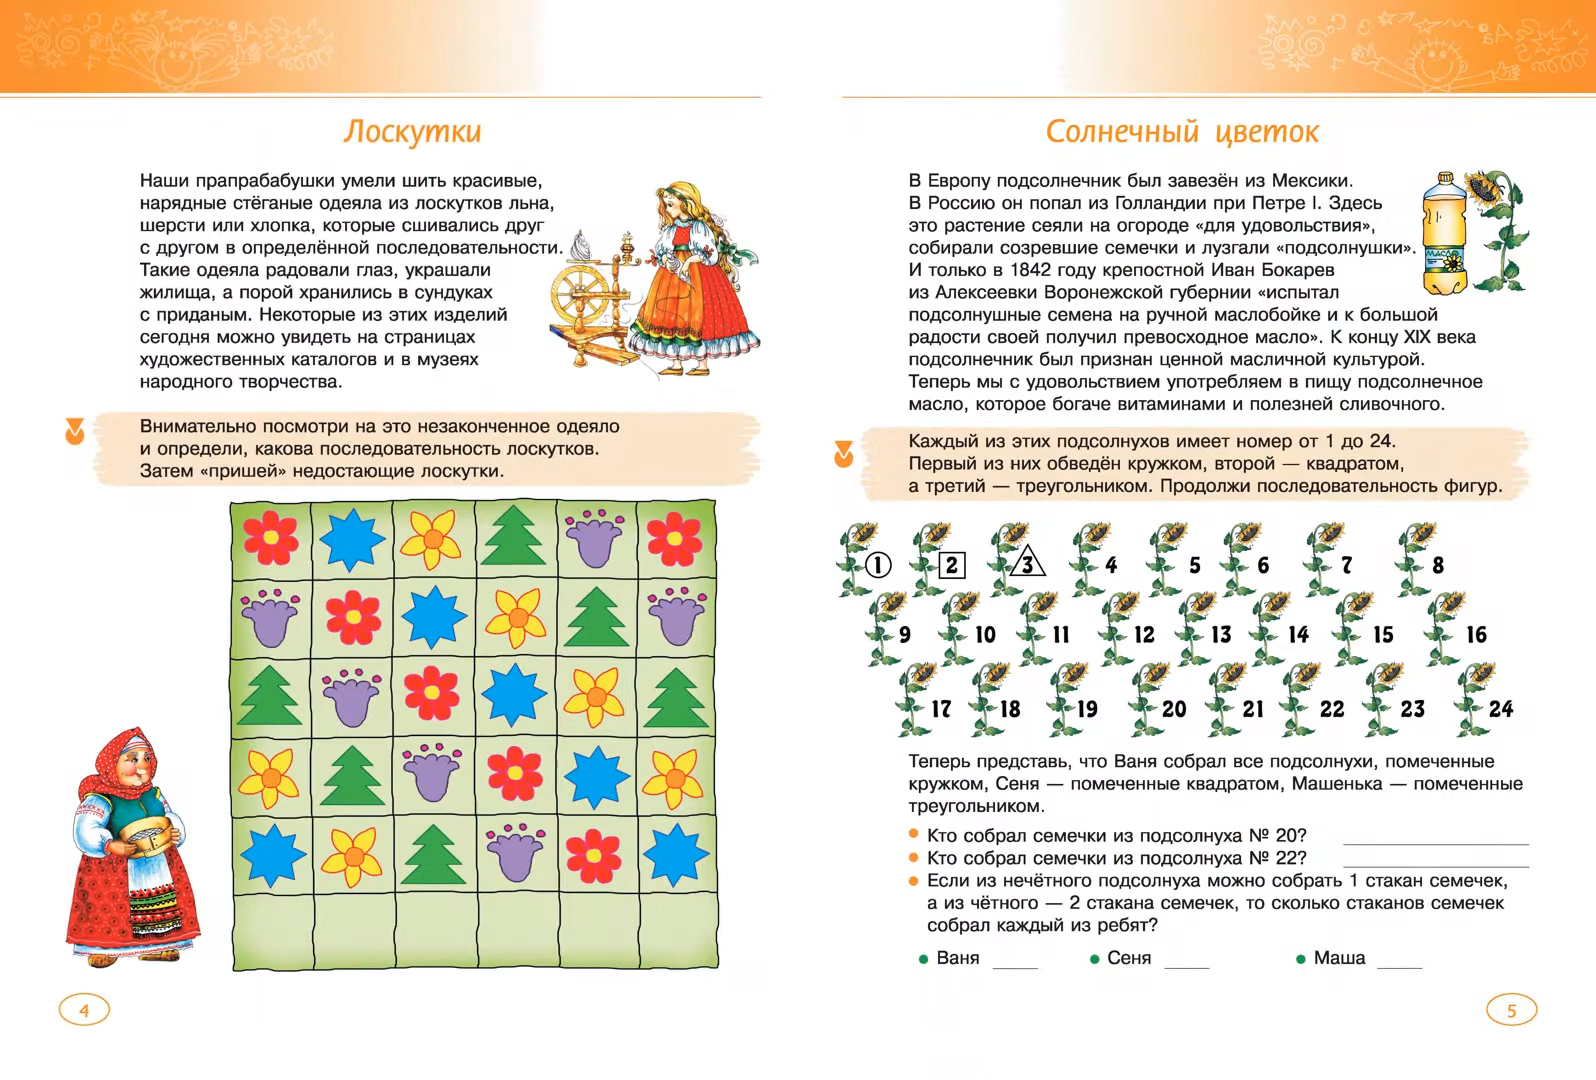 Лоскутки
Наши прапрабабушки умели шить красивые,
нарядные стёганые одеяла из лоскутков льна,
шерсти или хлопка, которые сшивались друг
с другом в определённой последовательности.
Такие одеяла радовали глаз, украшали
жилища, а порой хранились в сундуках
с приданым. Некоторые из этих изделий
сегодня можно увидеть на страницах
художественных каталогов и в музеях
народного творчества.
Внимательно посмотри на это незаконченное одеяло
и определи, какова последовательность лоскутков.
Затем «пришей» недостающие лоскутки.
4
Солнечный цветок
В Европу подсолнечник был завезён из Мексики.
В Россию он попал из Голландии при Петре I. Здесь
это растение сеяли на огороде «для удовольствия»,
собирали созревшие семечки и лузгали «подсолнушки».
И только в 1842 году крепостной Иван Бокарев
из Алексеевки Воронежской губернии «испытал
подсолнушные семена на ручной маслобойке и к большой
радости своей получил превосходное масло». К концу XIX века
подсолнечник был признан ценной масличной культурой.
Теперь мы с удовольствием употребляем в пищу подсолнечное
масло, которое богаче витаминами и полезней сливочного.
МАСЛО
Каждый из этих подсолнухов имеет номер от 1 до 24.
Первый из них обведён кружком, второй — квадратом,
а третий — треугольником. Продолжи последовательность фигур.
1 2 3 4 5 6 7 8
9 10 11 12 13 14 15 16
17 18 19 20 21 22 23 24
Теперь представь, что Ваня собрал все подсолнухи, помеченные
кружком, Сеня — помеченные квадратом, Машенька — помеченные
треугольником.
• Кто собрал семечки из подсолнуха № 20?
• Кто собрал семечки из подсолнуха № 22?
• Если из нечётного подсолнуха можно собрать 1 стакан семечек,
а из чётного — 2 стакана семечек, то сколько стаканов семечек
собрал каждый из ребят?
• Ваня ____ • Сеня ____ • Маша ____
5